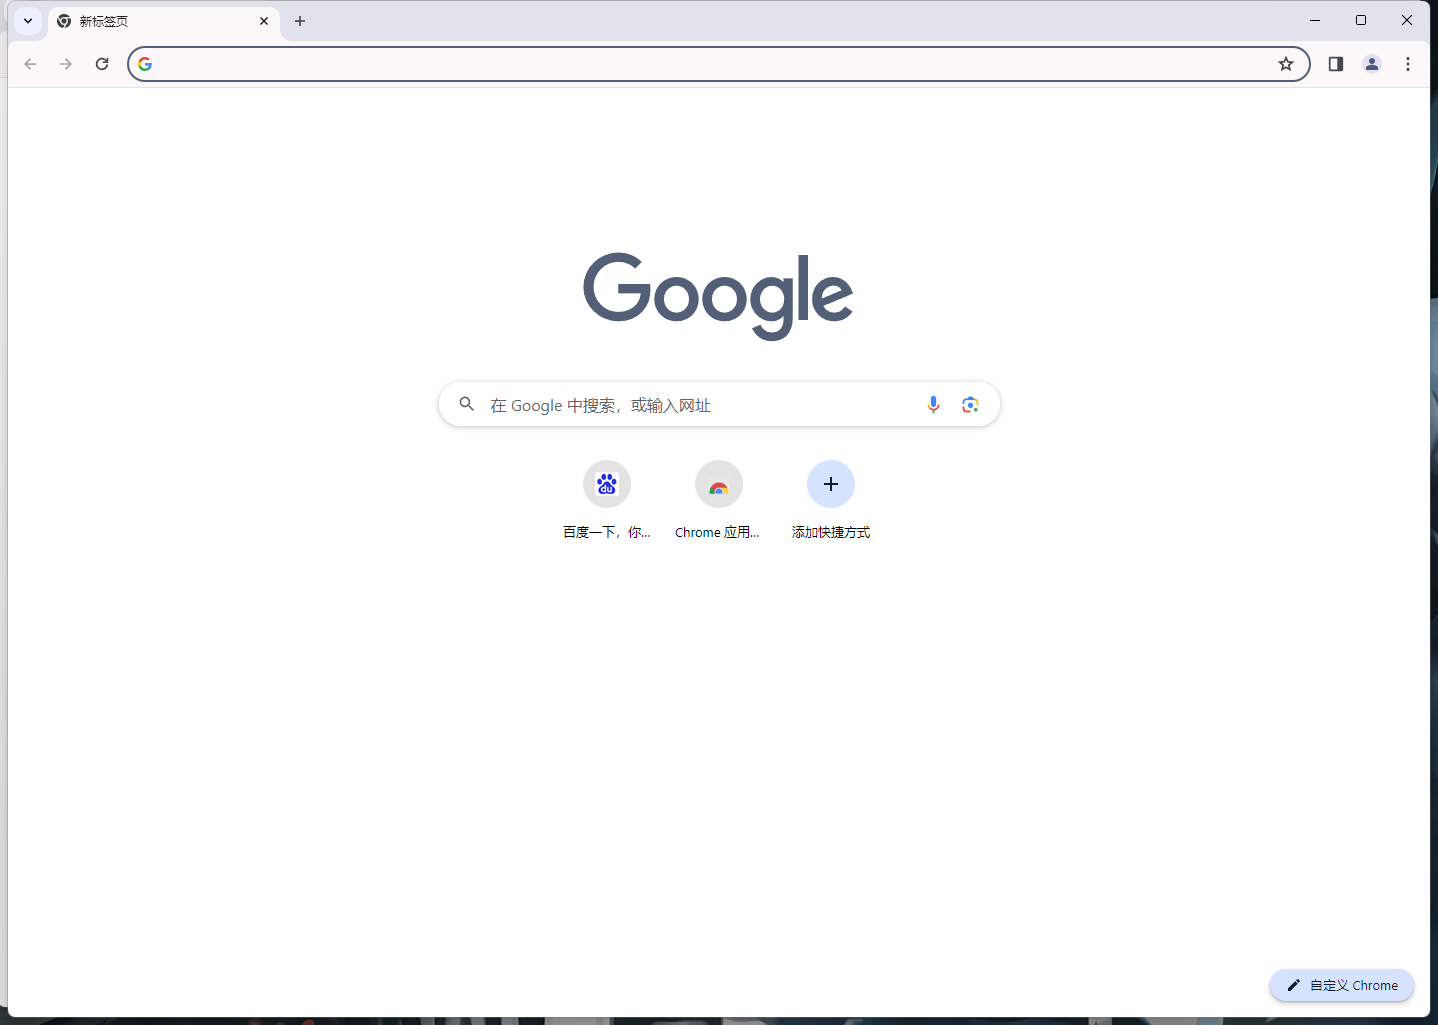 新标签页
Google
在 Google 中搜索，或输入网址
du
百度一下，你...
Chrome 应用...
添加快捷方式
自定义 Chrome